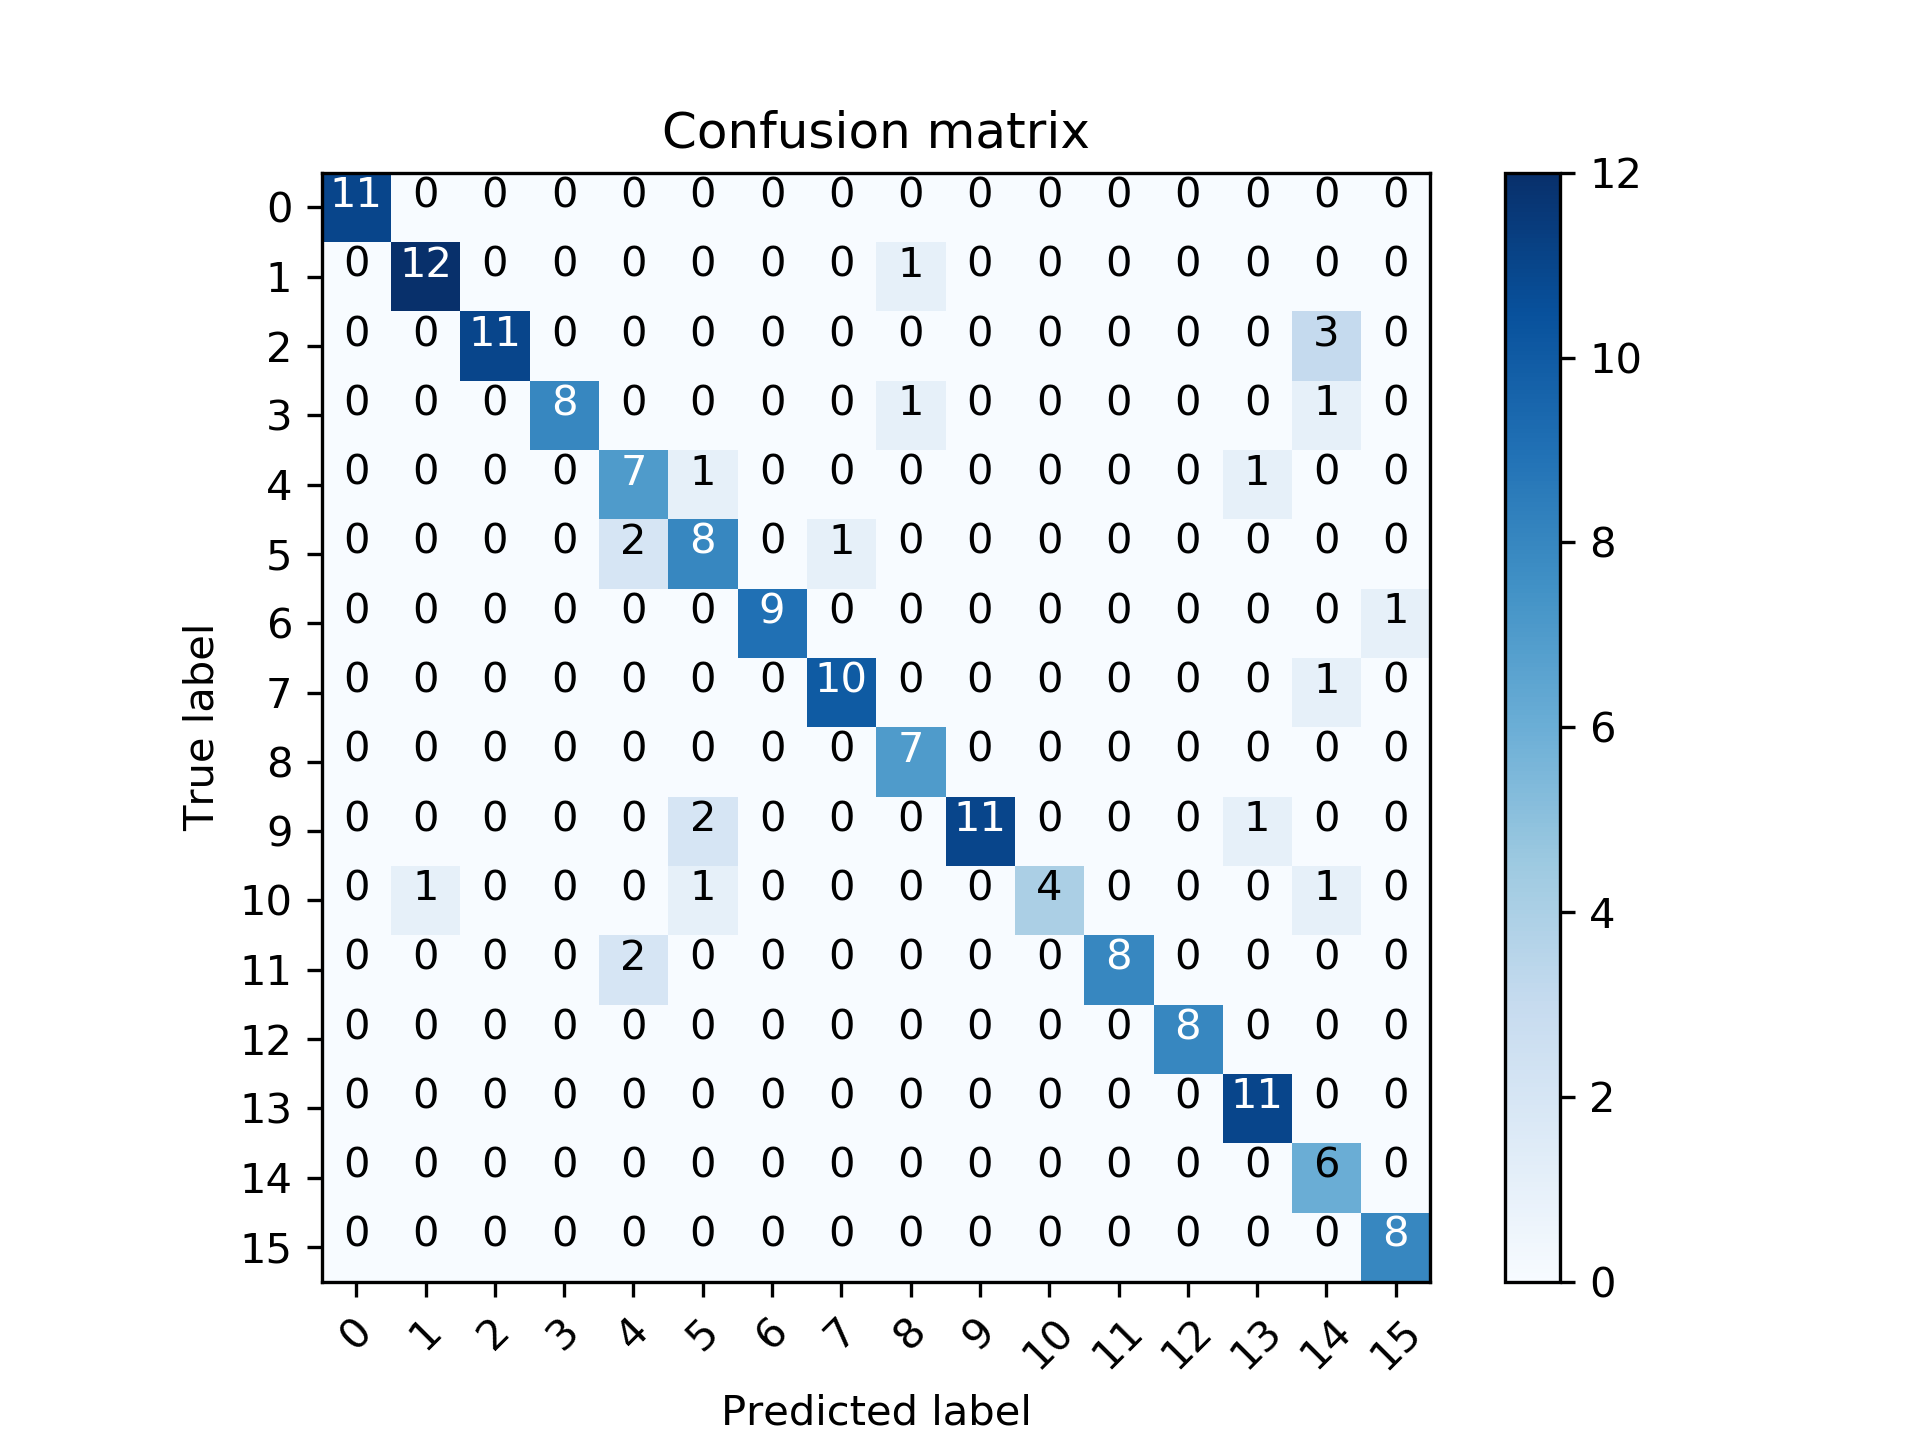 Confusion matrix
0 11 0 0 0 0 0 0 0 0 0 0 0 0 0 0 0
1 0 12 0 0 0 0 0 0 1 0 0 0 0 0 0 0
2 0 0 11 0 0 0 0 0 0 0 0 0 0 0 3 0
3 0 0 0 8 0 0 0 0 1 0 0 0 0 0 1 0
4 0 0 0 0 7 1 0 0 0 0 0 0 0 1 0 0
5 0 0 0 0 2 8 0 1 0 0 0 0 0 0 0 0
6 0 0 0 0 0 0 9 0 0 0 0 0 0 0 0 1
7 0 0 0 0 0 0 0 10 0 0 0 0 0 0 1 0
8 0 0 0 0 0 0 0 0 7 0 0 0 0 0 0 0
9 0 0 0 0 0 2 0 0 0 11 0 0 0 1 0 0
10 0 1 0 0 0 1 0 0 0 0 4 0 0 0 1 0
11 0 0 0 0 2 0 0 0 0 0 0 8 0 0 0 0
12 0 0 0 0 0 0 0 0 0 0 0 0 8 0 0 0
13 0 0 0 0 0 0 0 0 0 0 0 0 0 11 0 0
14 0 0 0 0 0 0 0 0 0 0 0 0 0 0 6 0
15 0 0 0 0 0 0 0 0 0 0 0 0 0 0 0 8
0 1 2 3 4 5 6 7 8 9 10 11 12 13 14 15
Predicted label
True label
12
10
8
6
4
2
0